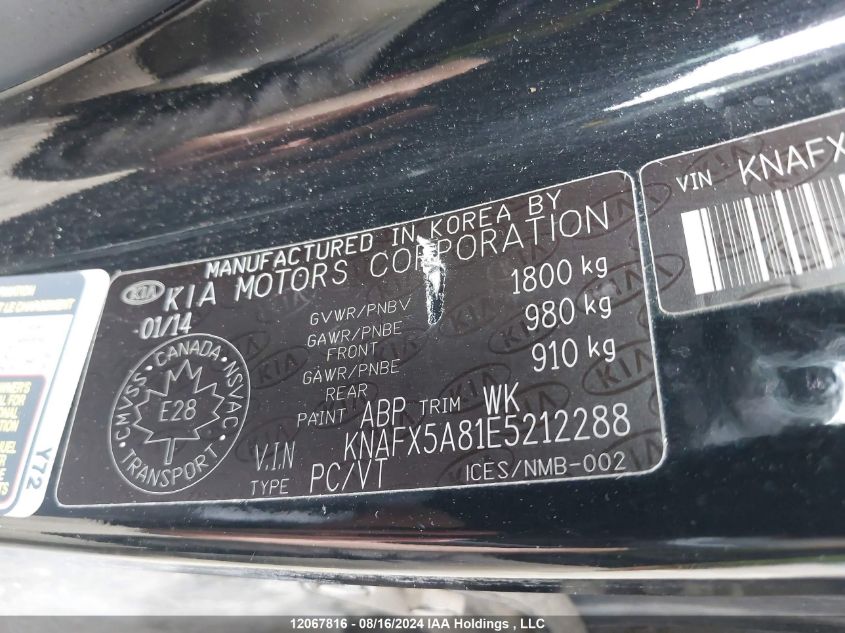 MANUFACTURED IN KOREA BY
KIA KIA MOTORS CORPORATION
01/14
GVWR/PNBV 1800 kg
GAWR/PNBE FRONT 980 kg
GAWR/PNBE REAR 910 kg
PAINT ABP TRIM WK
V.I.N KNAFX5A81E5212288
TYPE PC/VT ICES/NMB-002
CANADA CMVSS NSVAC
E28
TRANSPORT
VIN KNAFX
Y72
12067816 - 08/16/2024 IAA Holdings, LLC